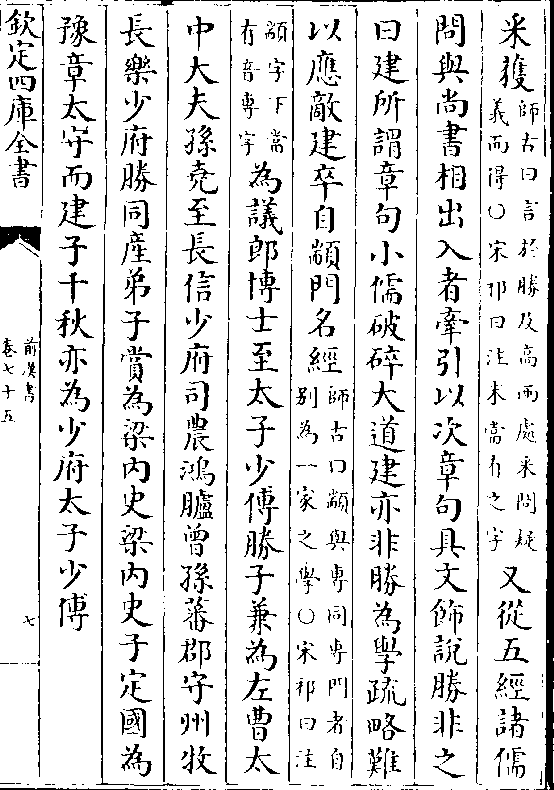 采獲師古曰言於勝及高兩處采問疑義而得○宋祁曰注末當有之字又從五經諸儒
問與尚書相出入者牽引以次章句具文飾說勝非之
曰建所謂章句小儒破碎大道建亦非勝為學疏略難
以應敵建卒自顓門名經師古曰顓與專同專門者自別為一家之學○宋祁曰注
顓字下當有音專字為議郎博士至太子少傅勝子兼為左曹太
中大夫孫堯至長信少府司農鴻臚曾孫蕃郡守州牧
長樂少府勝同產弟子賞為梁内史梁内史子定國為
豫章太守而建子千秋亦為少府太子少傅
欽定四庫全書
前漢書
卷七十五
七